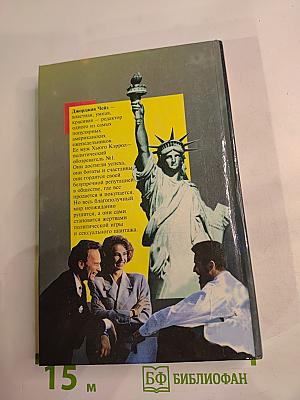 Джорджия Чейз —
властная, умная,
красивая — редактор
одного из самых
популярных
американских
еженедельников.
Ее муж Хьюго Кэррол—
политический
обозреватель №1.
Они достигли успеха,
они богаты и счастливы,
они гордятся своей
безупречной репутацией
в обществе, где все
продается и покупается.
Но весь благополучный
мир неожиданно
рушится, а они сами
становятся жертвами
политической игры
и сексуального шантажа.
15 м
БФ БИБЛИОФАН